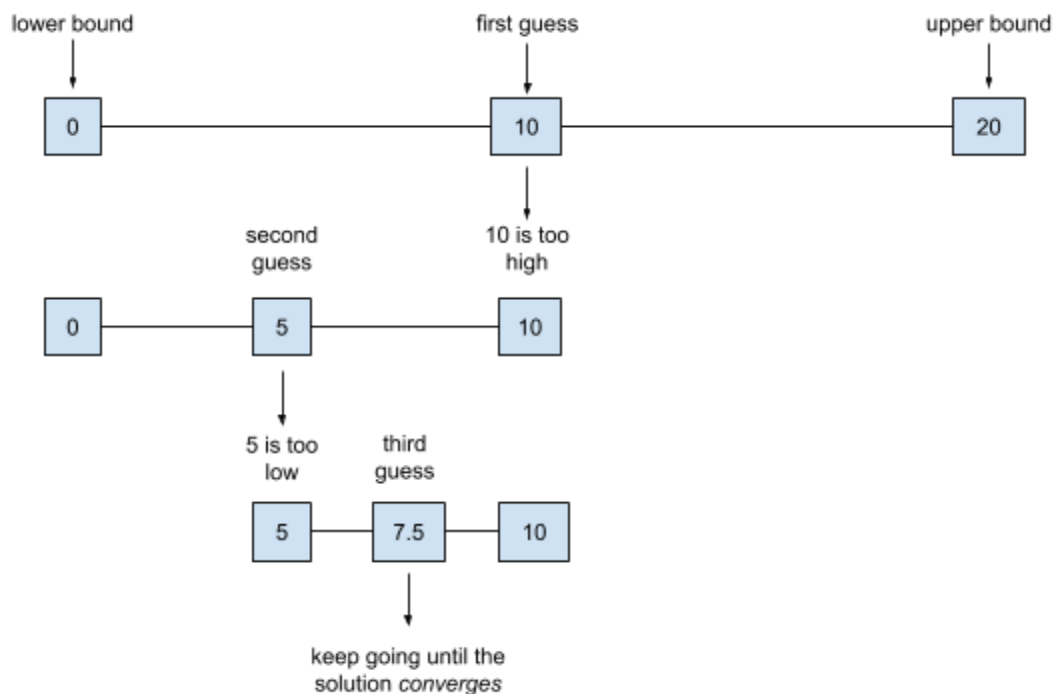 lower bound
first guess
upper bound
0
10
20
second
guess
10 is too
high
0
5
10
5 is too
low
third
guess
5
7.5
10
keep going until the
solution converges